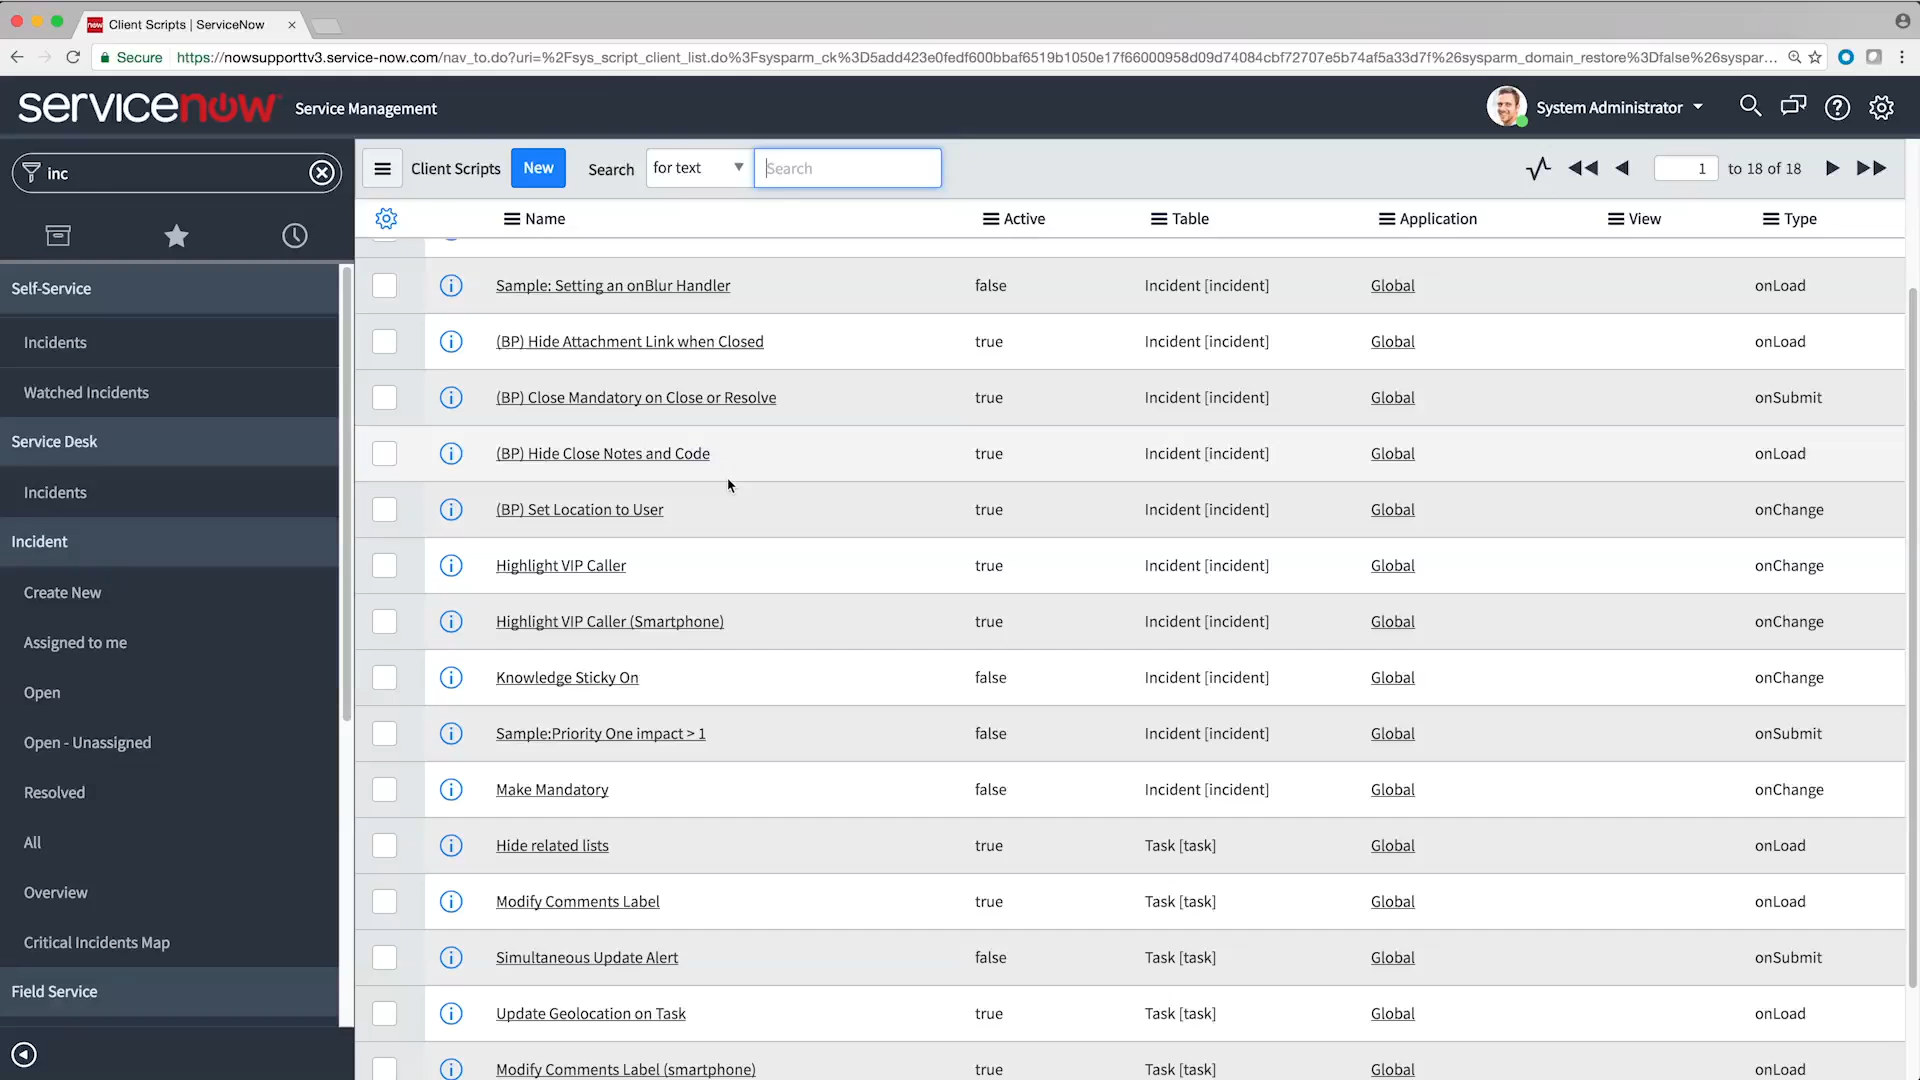 Client Scripts | ServiceNow
Secure https://nowsupporttv3.service-now.com/nav_to.do?uri=%2Fsys_script_client_list.do%3Fsysparm_ck%3D5add423e0fedf600bbaf6519b1050e17f66000958d09d74084cbf72707e5b74af5a33d7f%26sysparm_domain_restore%3Dfalse%26syspar...
servicenow Service Management System Administrator
inc
Client Scripts New Search for text Search 1 to 18 of 18
Name Active Table Application View Type
Self-Service
Incidents
Watched Incidents
Service Desk
Incidents
Incident
Create New
Assigned to me
Open
Open - Unassigned
Resolved
All
Overview
Critical Incidents Map
Field Service
Sample: Setting an onBlur Handler false Incident [incident] Global onLoad
(BP) Hide Attachment Link when Closed true Incident [incident] Global onLoad
(BP) Close Mandatory on Close or Resolve true Incident [incident] Global onSubmit
(BP) Hide Close Notes and Code true Incident [incident] Global onLoad
(BP) Set Location to User true Incident [incident] Global onChange
Highlight VIP Caller true Incident [incident] Global onChange
Highlight VIP Caller (Smartphone) true Incident [incident] Global onChange
Knowledge Sticky On false Incident [incident] Global onChange
Sample:Priority One impact > 1 false Incident [incident] Global onSubmit
Make Mandatory false Incident [incident] Global onChange
Hide related lists true Task [task] Global onLoad
Modify Comments Label true Task [task] Global onLoad
Simultaneous Update Alert false Task [task] Global onSubmit
Update Geolocation on Task true Task [task] Global onLoad
Modify Comments Label (smartphone) true Task [task] Global onLoad